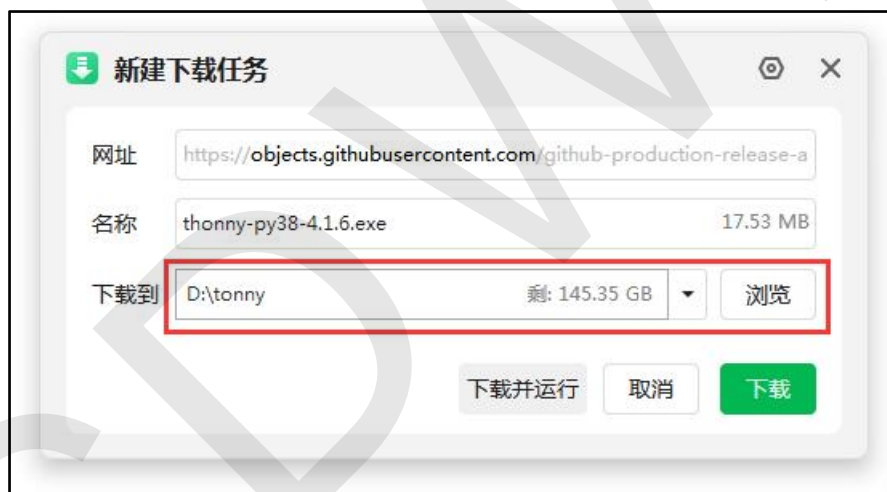 新建下载任务
网址 https://objects.githubusercontent.com/github-production-release-a
名称 thonny-py38-4.1.6.exe 17.53 MB
下载到 D:\tonny 剩: 145.35 GB 浏览
下载并运行 取消 下载